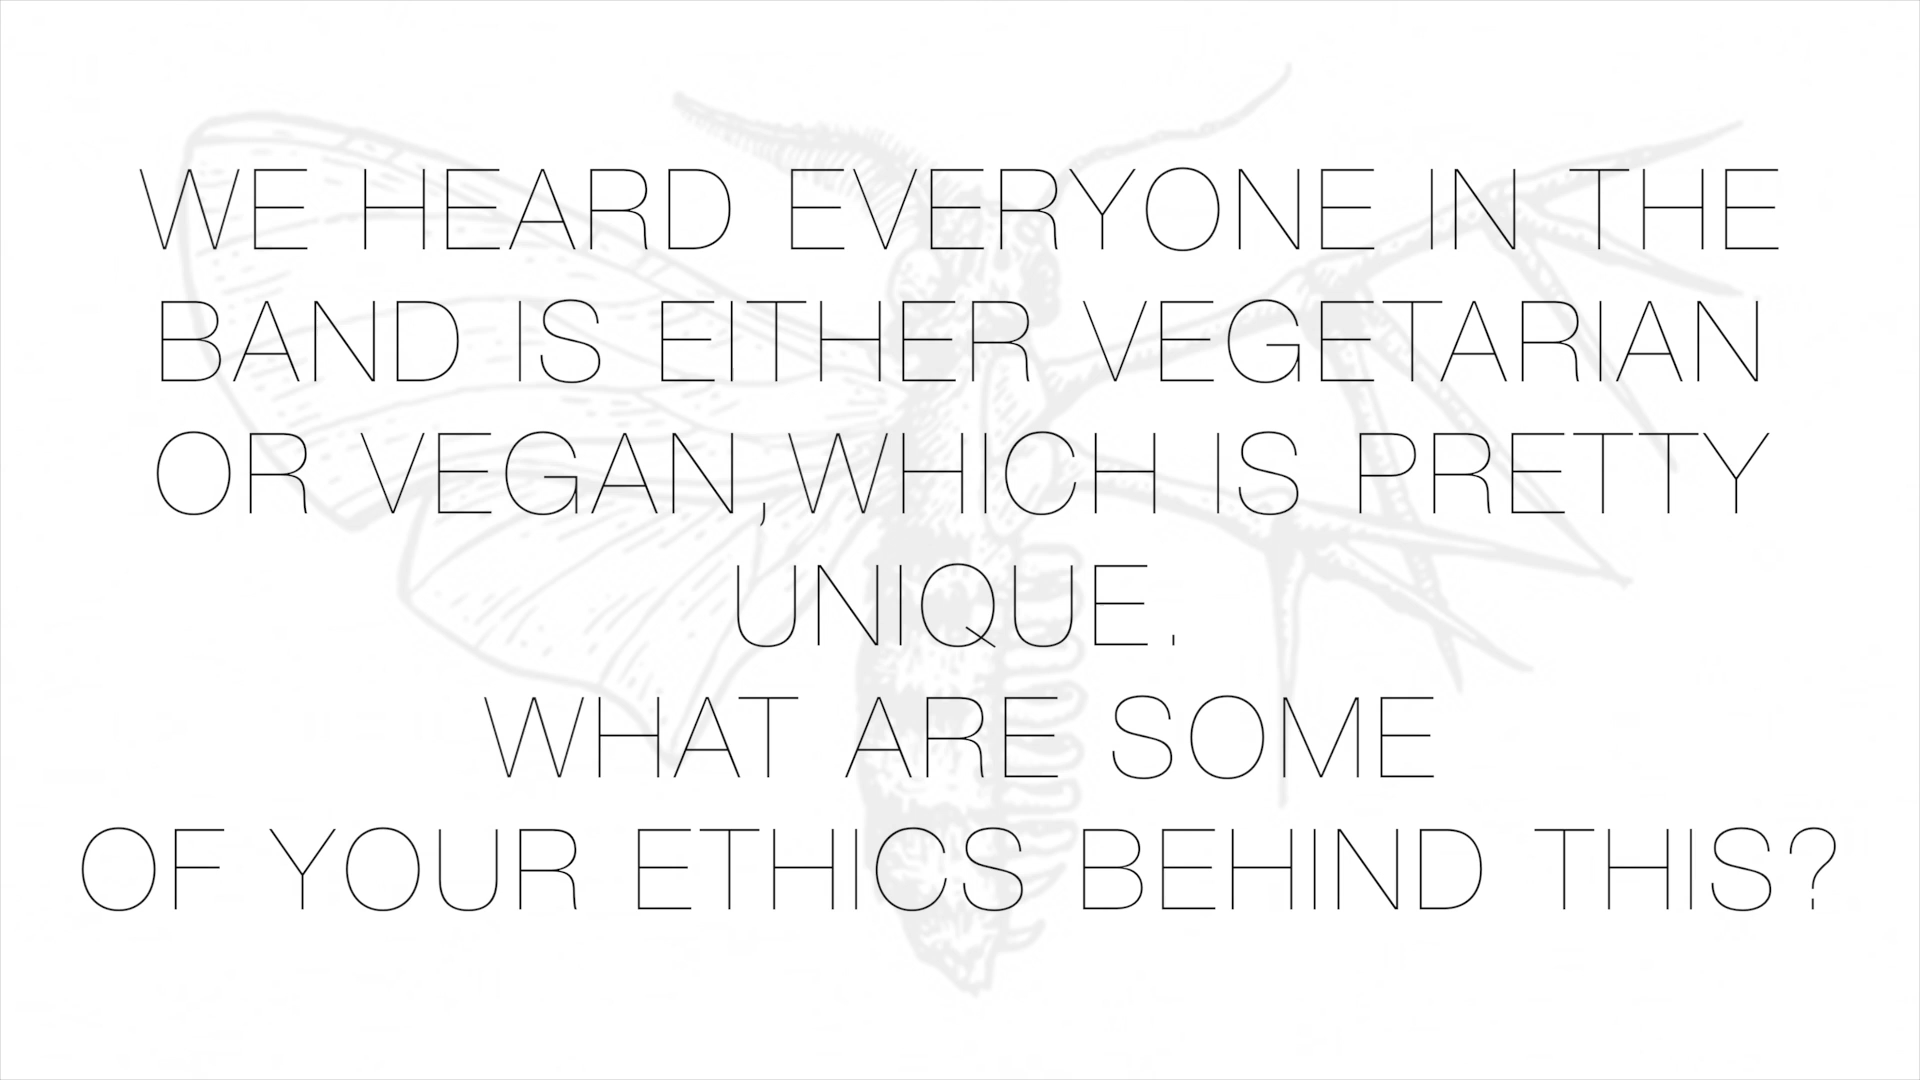 WE HEARD EVERYONE IN THE
BAND IS EITHER VEGETARIAN
OR VEGAN, WHICH IS PRETTY
UNIQUE.
WHAT ARE SOME
OF YOUR ETHICS BEHIND THIS?